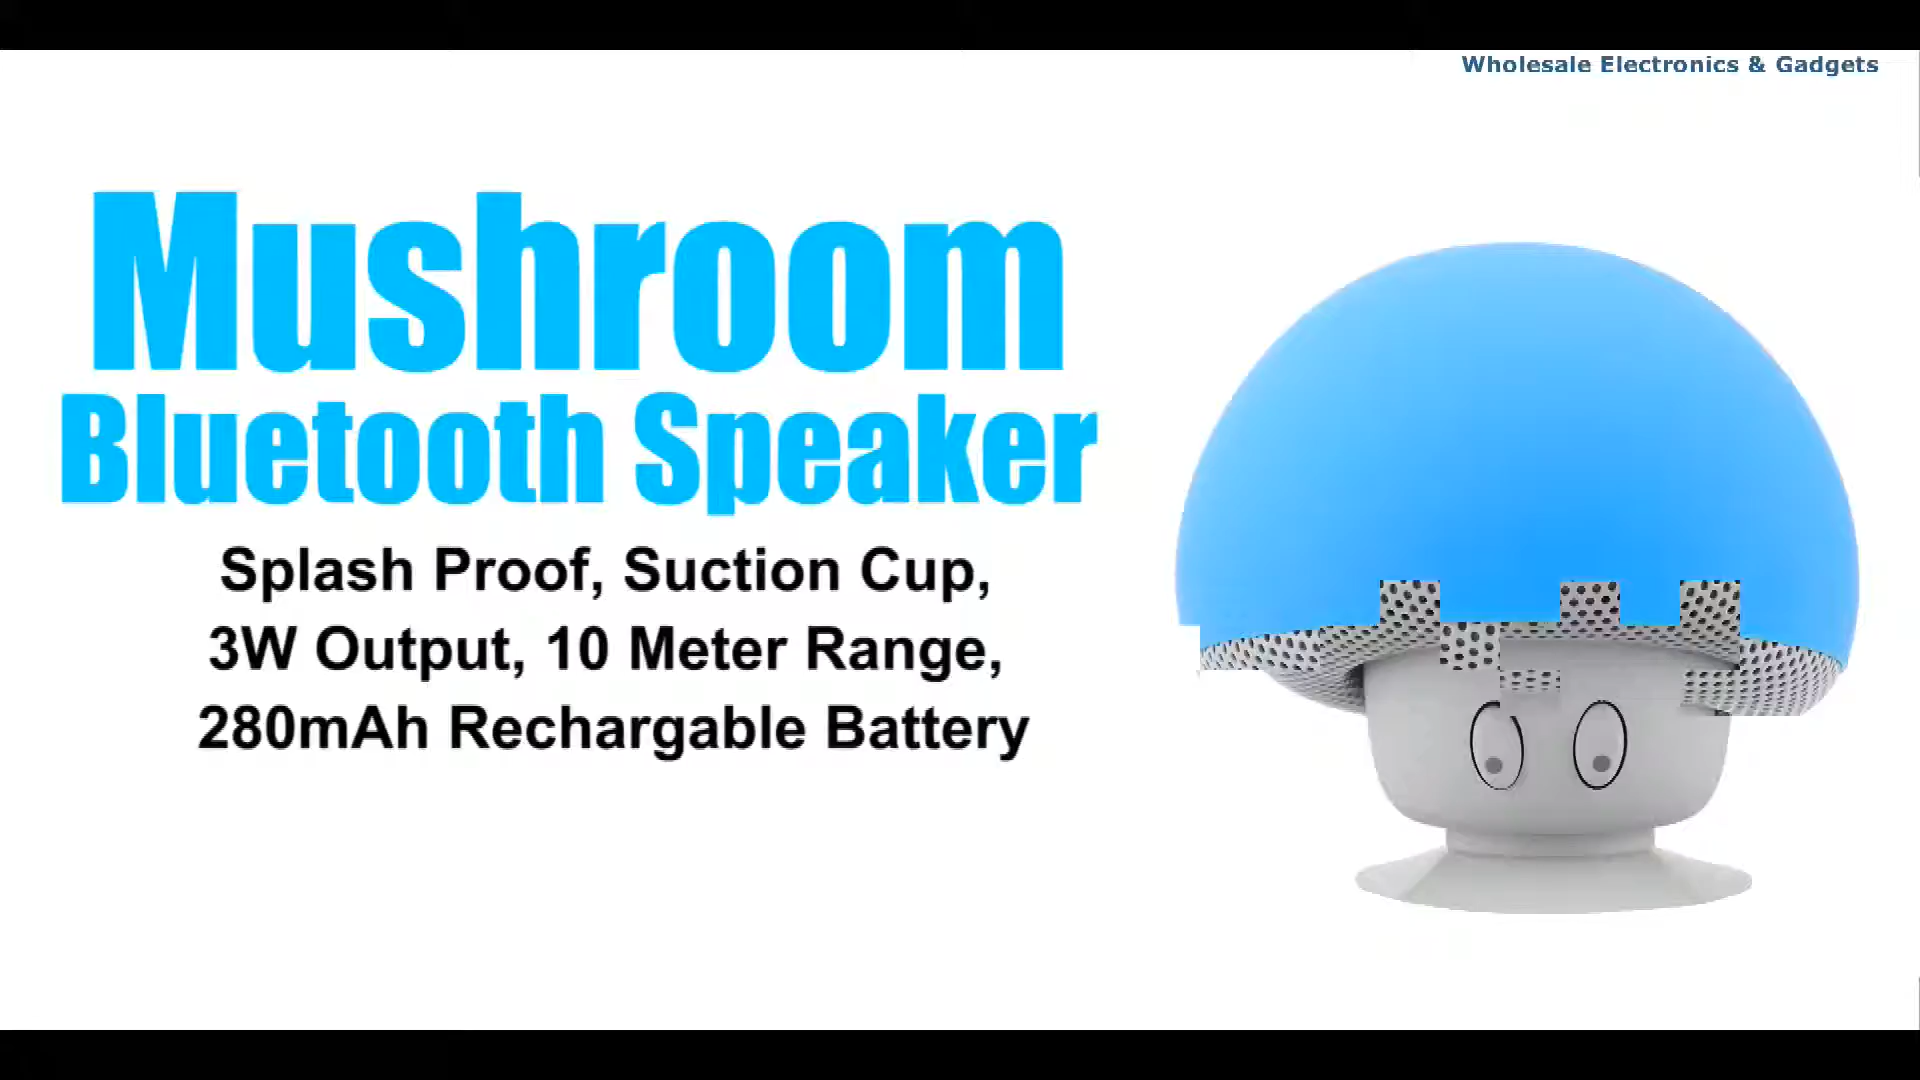 Wholesale Electronics & Gadgets
Mushroom
Bluetooth Speaker
Splash Proof, Suction Cup,
3W Output, 10 Meter Range,
280mAh Rechargable Battery